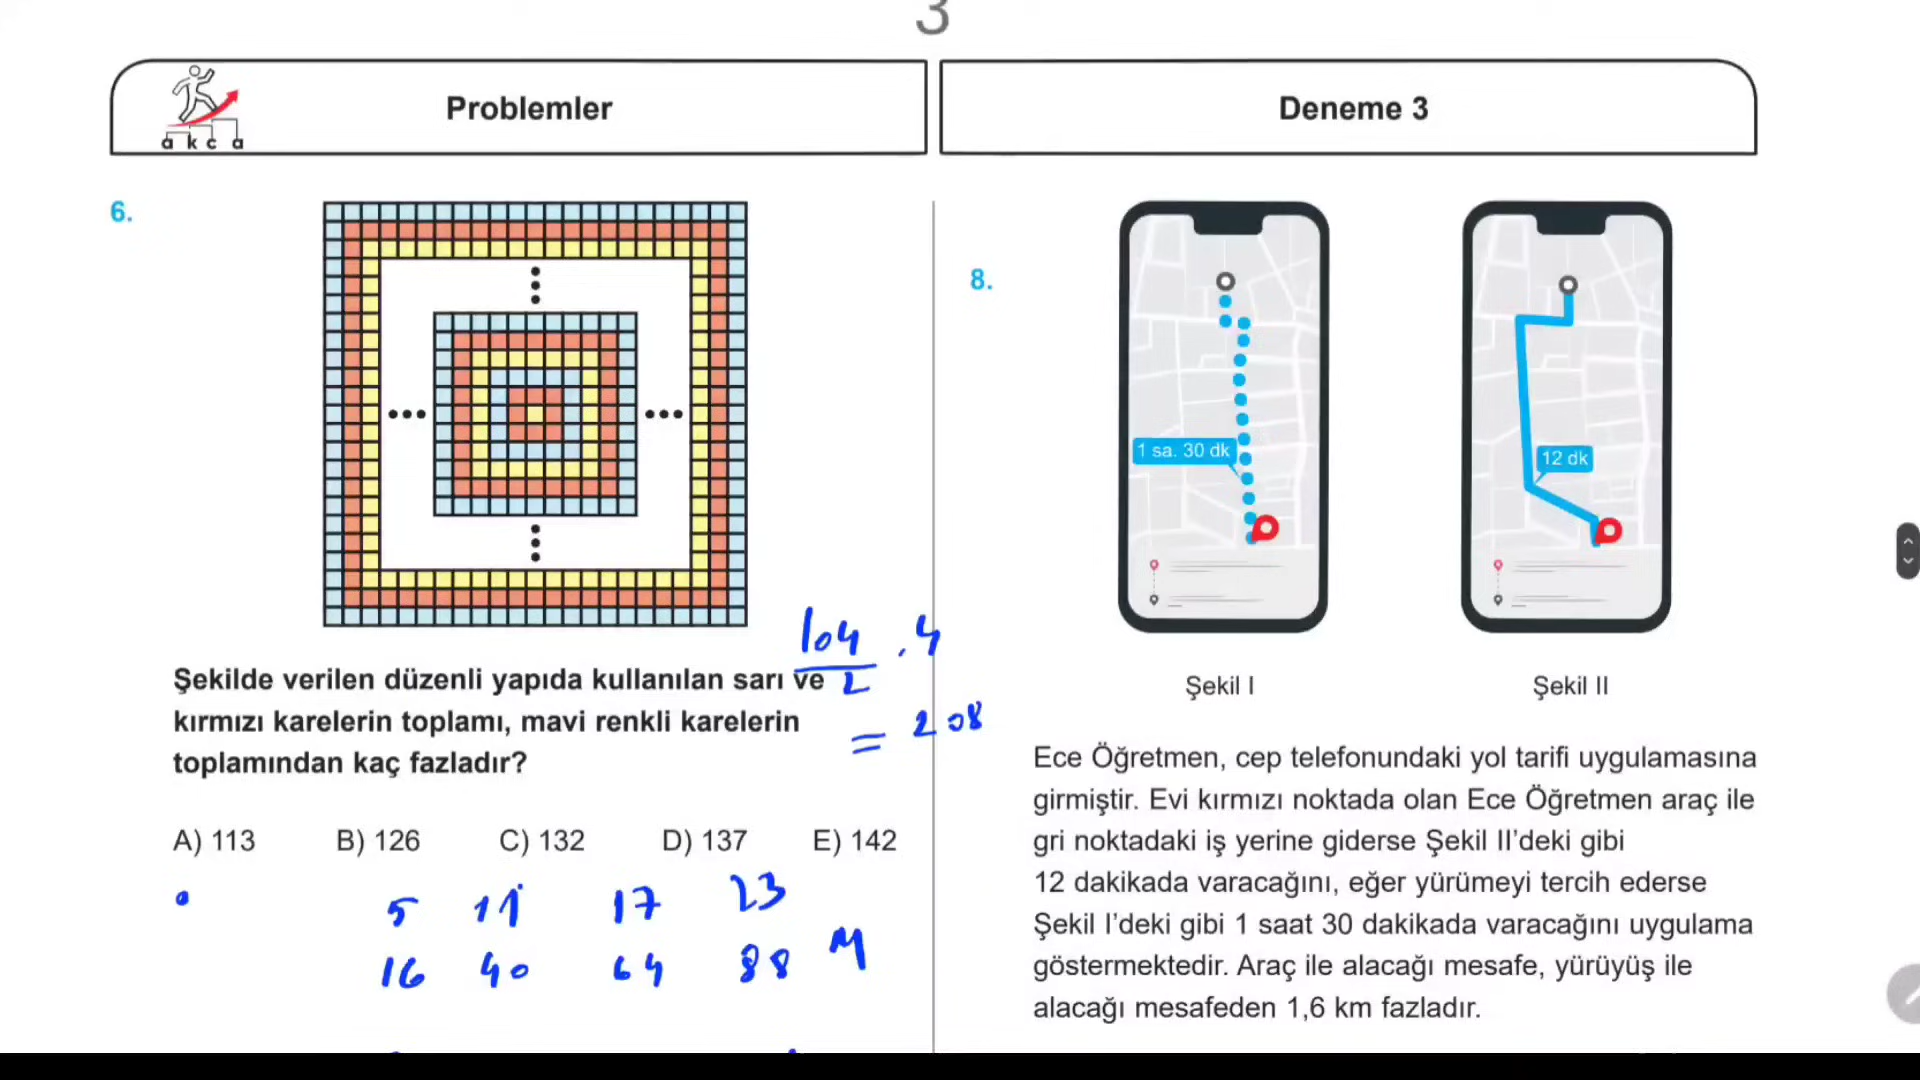 3
akca
Problemler
Deneme 3
6.
Şekilde verilen düzenli yapıda kullanılan sarı ve
kırmızı karelerin toplamı, mavi renkli karelerin
toplamından kaç fazladır?
104/2 . 4
= 208
A) 113 B) 126 C) 132 D) 137 E) 142
5 11 17 23
16 40 64 88 M
8.
1 sa. 30 dk
12 dk
Şekil I
Şekil II
Ece Öğretmen, cep telefonundaki yol tarifi uygulamasına
girmiştir. Evi kırmızı noktada olan Ece Öğretmen araç ile
gri noktadaki iş yerine giderse Şekil II'deki gibi
12 dakikada varacağını, eğer yürümeyi tercih ederse
Şekil I'deki gibi 1 saat 30 dakikada varacağını uygulama
göstermektedir. Araç ile alacağı mesafe, yürüyüş ile
alacağı mesafeden 1,6 km fazladır.